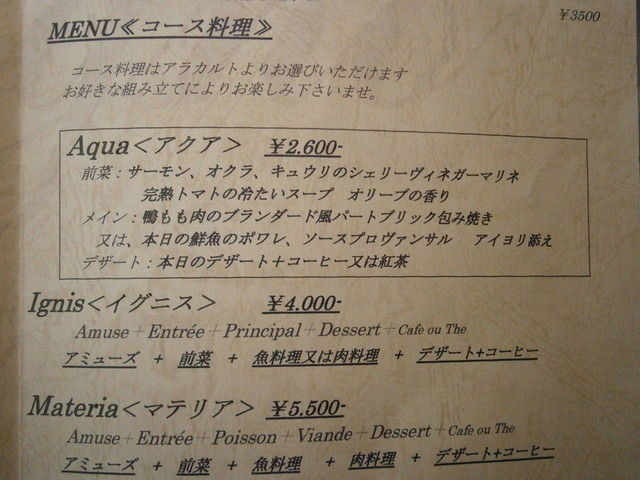 ¥3500
MENU≪コース料理≫
コース料理はアラカルトよりお選びいただけます
お好きな組み立てによりお楽しみ下さいませ。
Aqua＜アクア＞ ¥2.600-
前菜：サーモン、オクラ、キュウリのシェリーヴィネガーマリネ
完熟トマトの冷たいスープ オリーブの香り
メイン：鴨もも肉のブランダード風パートブリック包み焼き
又は、本日の鮮魚のポワレ、ソースプロヴァンサル アイヨリ添え
デザート：本日のデザート＋コーヒー又は紅茶
Ignis＜イグニス＞ ¥4.000-
Amuse＋Entrée＋Principal＋Dessert＋Cafe ou The
アミューズ ＋ 前菜 ＋ 魚料理又は肉料理 ＋ デザート+コーヒー
Materia＜マテリア＞ ¥5.500-
Amuse＋Entrée＋Poisson＋Viande＋Dessert＋Cafe ou The
アミューズ ＋ 前菜 ＋ 魚料理 ＋ 肉料理 ＋ デザート+コーヒー